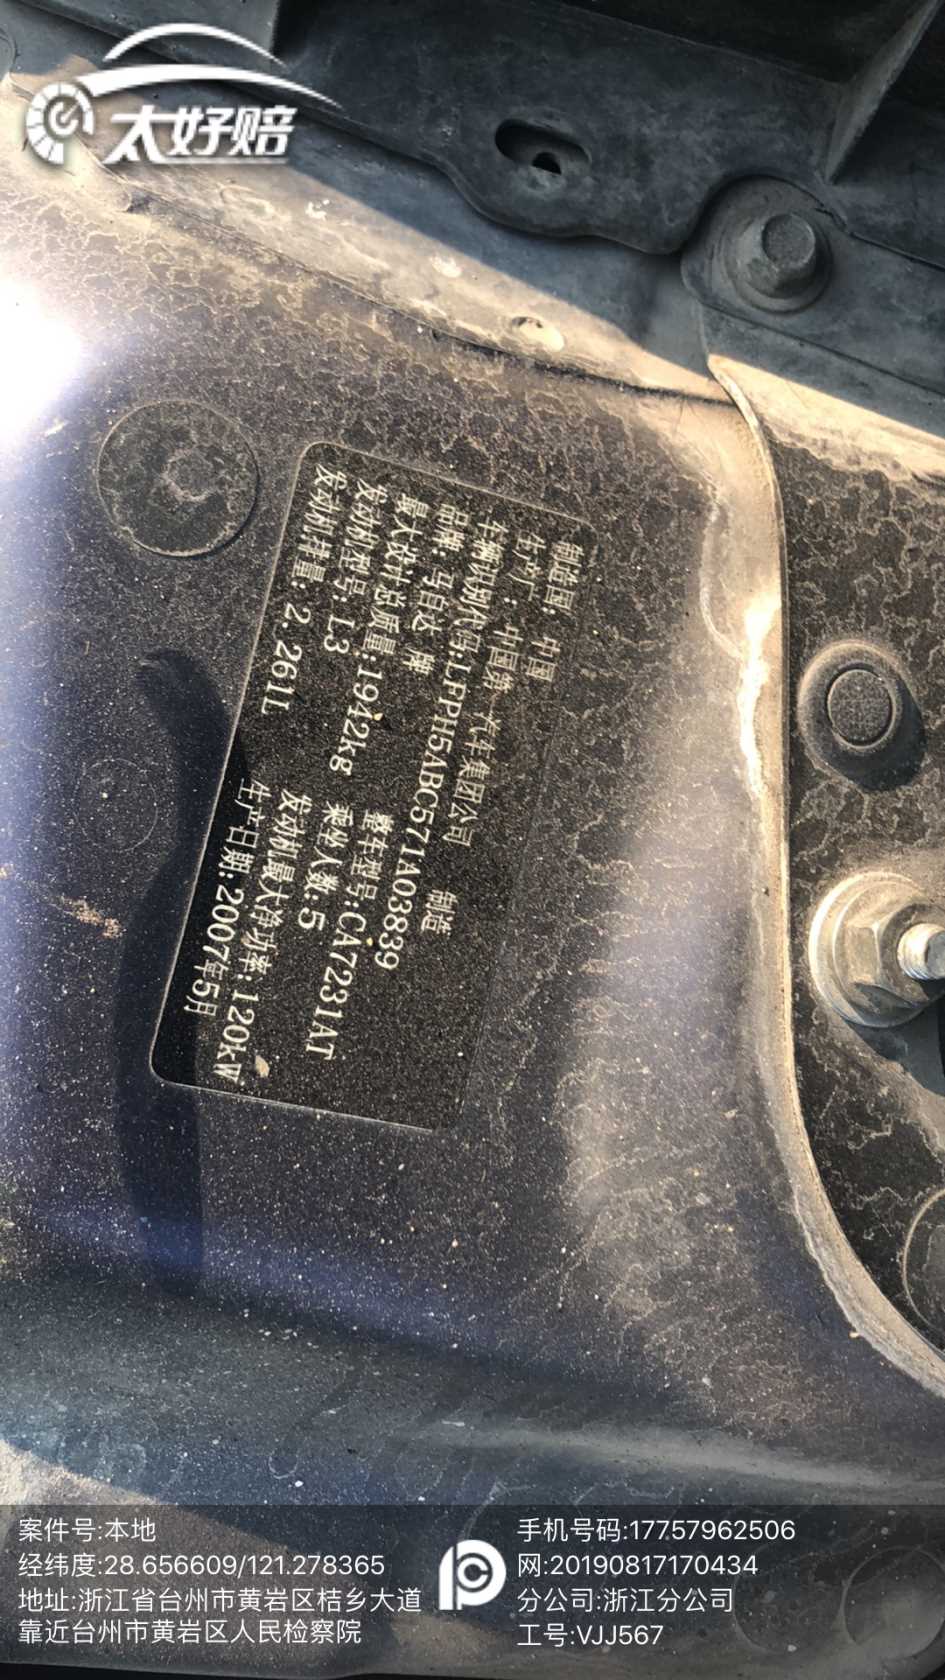 太好赔
制造国: 中国
生产厂: 中国第一汽车集团公司 制造
车辆识别代码:LFPH5ABC571A03839
品牌: 马自达 牌 整车型号:CA7231AT
最大设计总质量:1942kg 乘坐人数:5
发动机型号: L3 发动机最大净功率:120kW
发动机排量: 2.261L 生产日期:2007年5月
案件号:本地
经纬度:28.656609/121.278365
地址:浙江省台州市黄岩区桔乡大道
靠近台州市黄岩区人民检察院
手机号码:17757962506
网:20190817170434
分公司:浙江分公司
工号:VJJ567